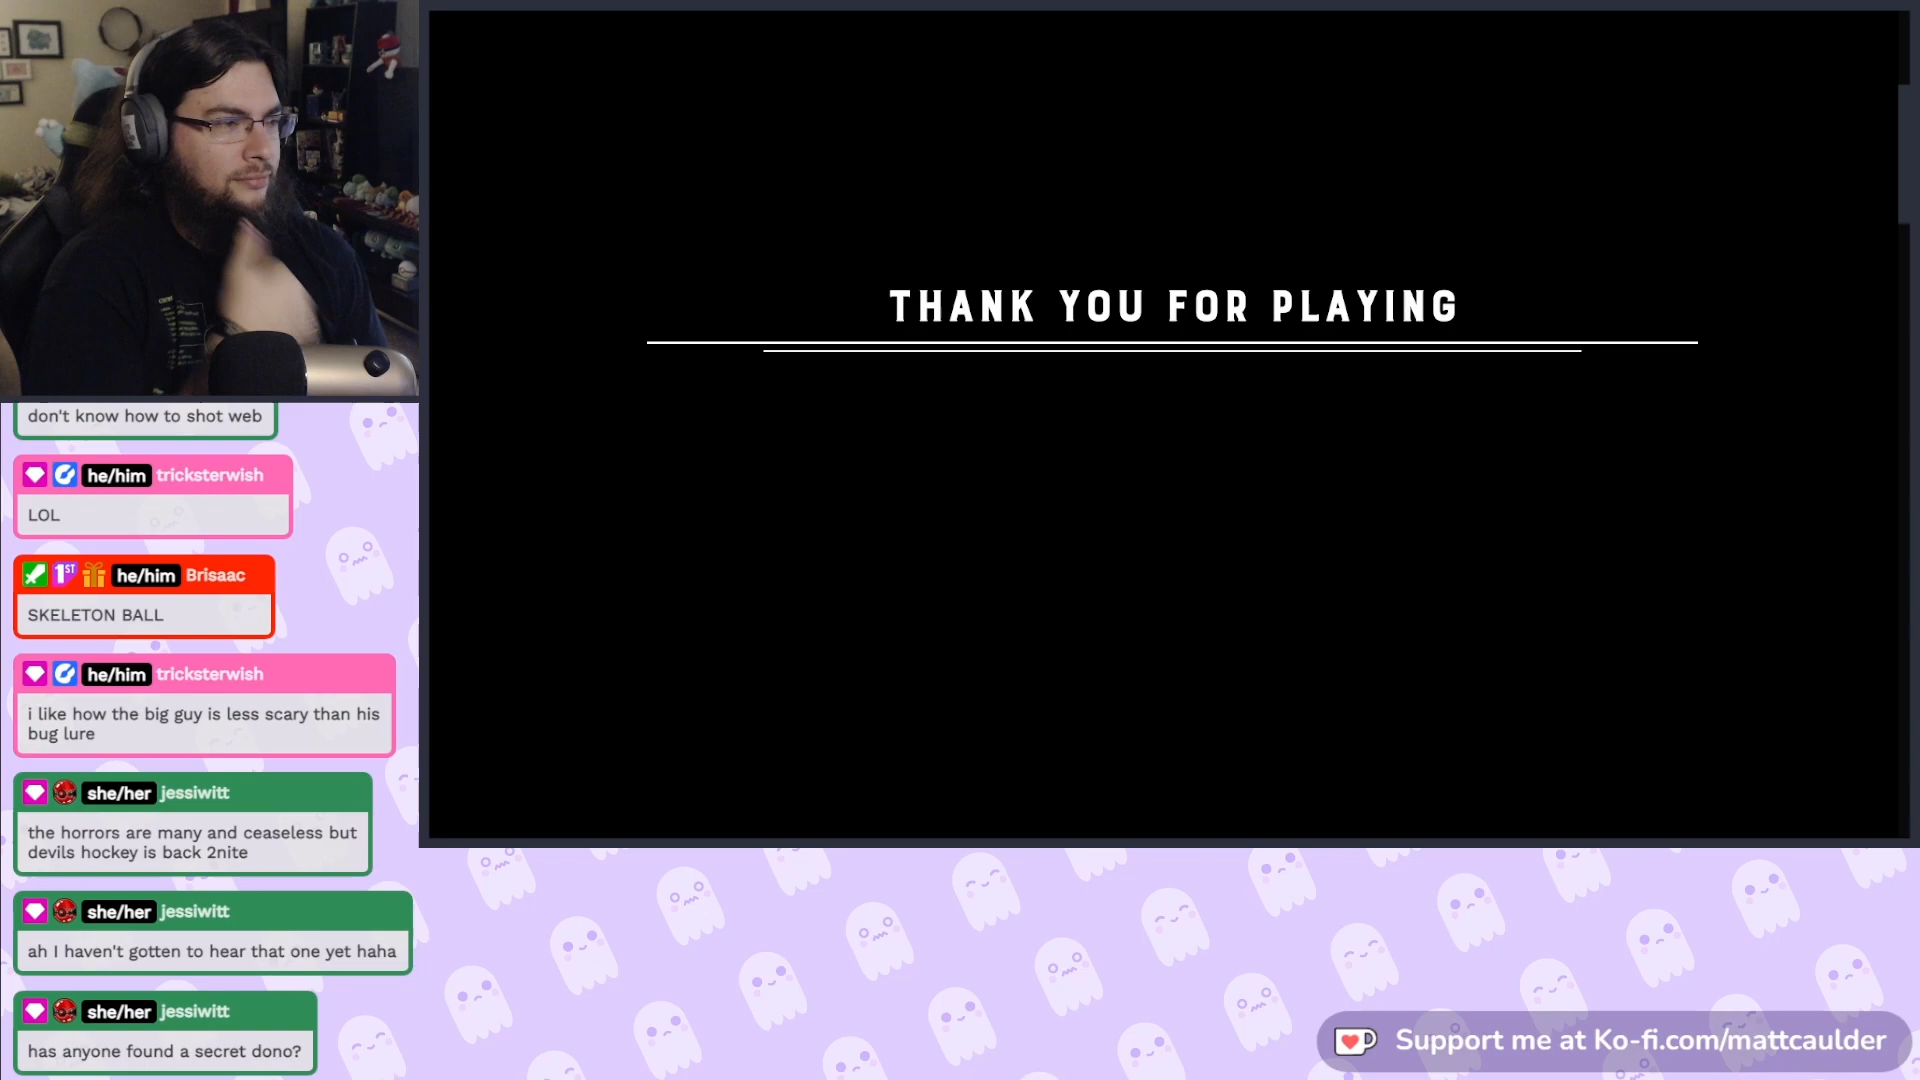 THANK YOU FOR PLAYING
don't know how to shot web
he/him tricksterwish
LOL
1ST he/him Brisaac
SKELETON BALL
he/him tricksterwish
i like how the big guy is less scary than his
bug lure
she/her jessiwitt
the horrors are many and ceaseless but
devils hockey is back 2nite
she/her jessiwitt
ah I haven't gotten to hear that one yet haha
she/her jessiwitt
has anyone found a secret dono?
Support me at Ko-fi.com/mattcaulder